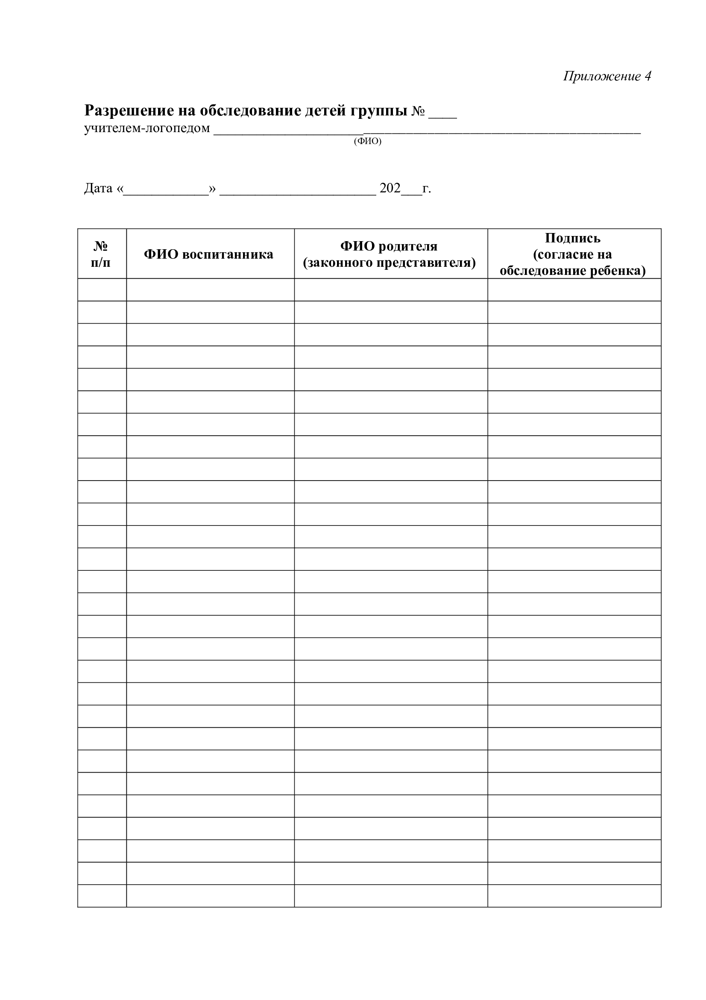 Приложение 4
Разрешение на обследование детей группы № ____
учителем-логопедом ____________________________________________________________
(ФИО)
Дата «____________» ______________________ 202___г.
№ п/п
ФИО воспитанника
ФИО родителя
(законного представителя)
Подпись
(согласие на
обследование ребенка)